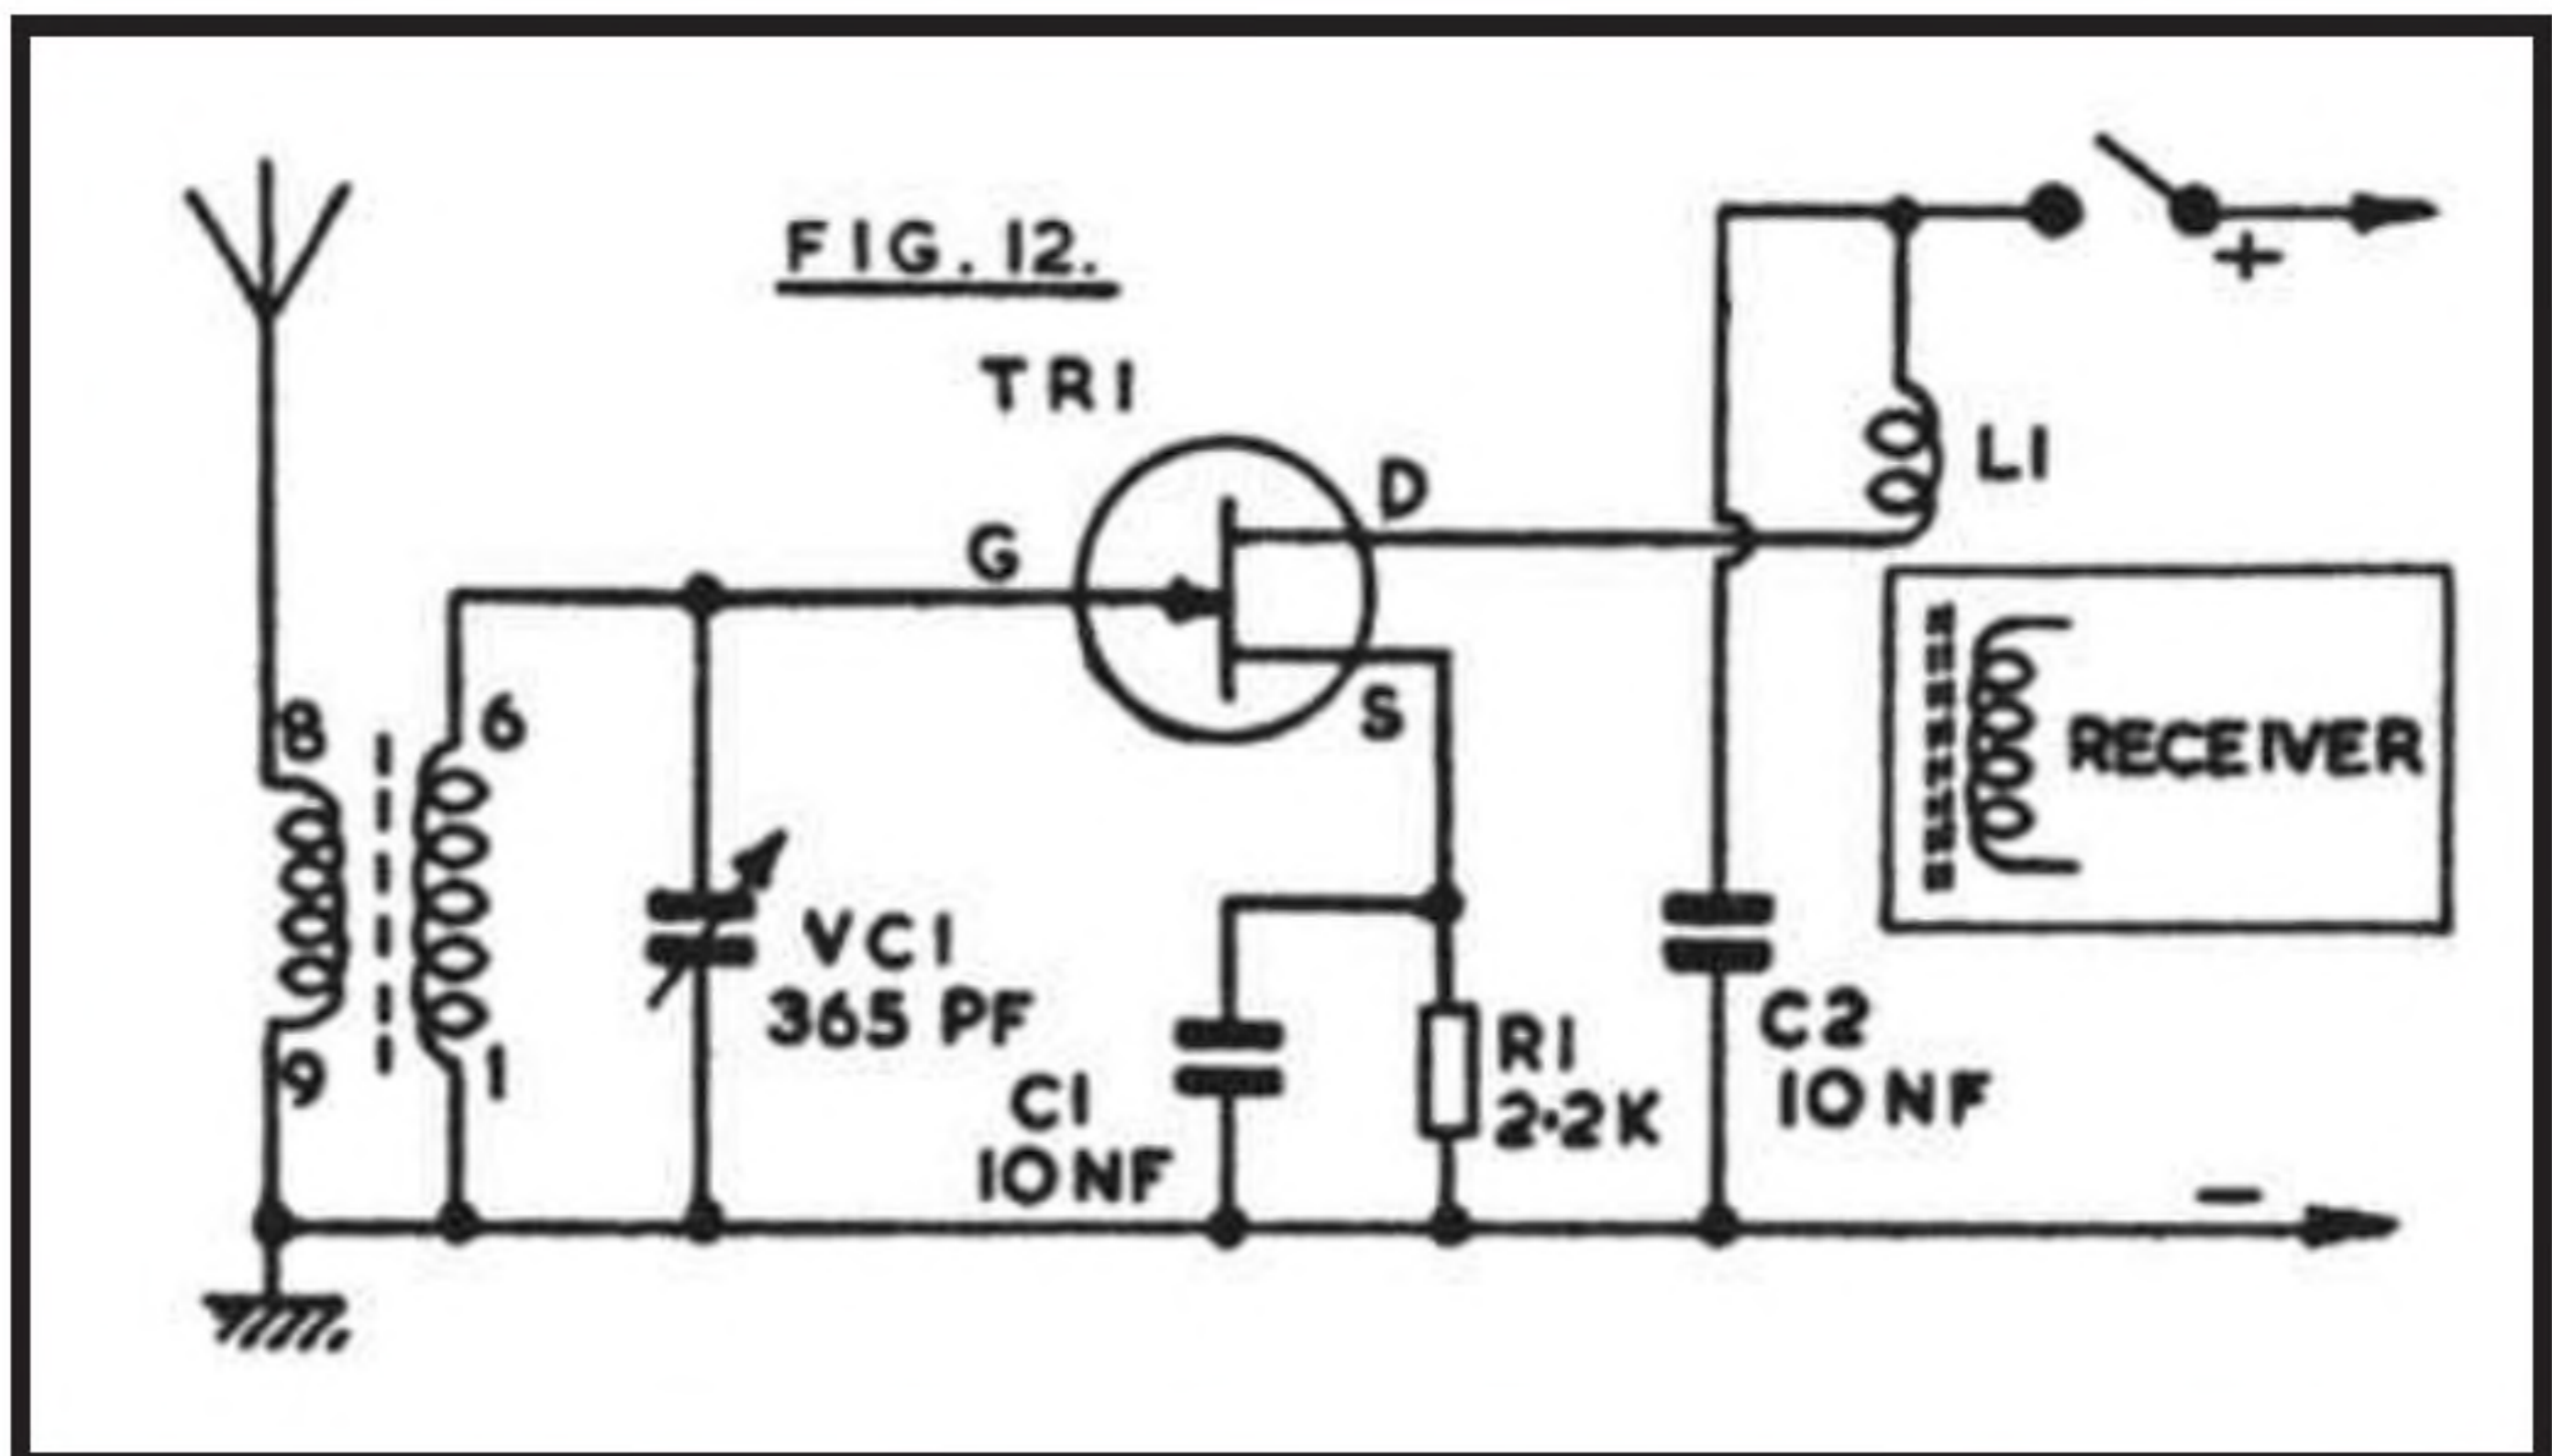 FIG. 12.
TR1
+
D
L1
G
S
8
6
RECEIVER
VC1
365 PF
9
1
C1
10NF
R1
2·2K
C2
10NF
−